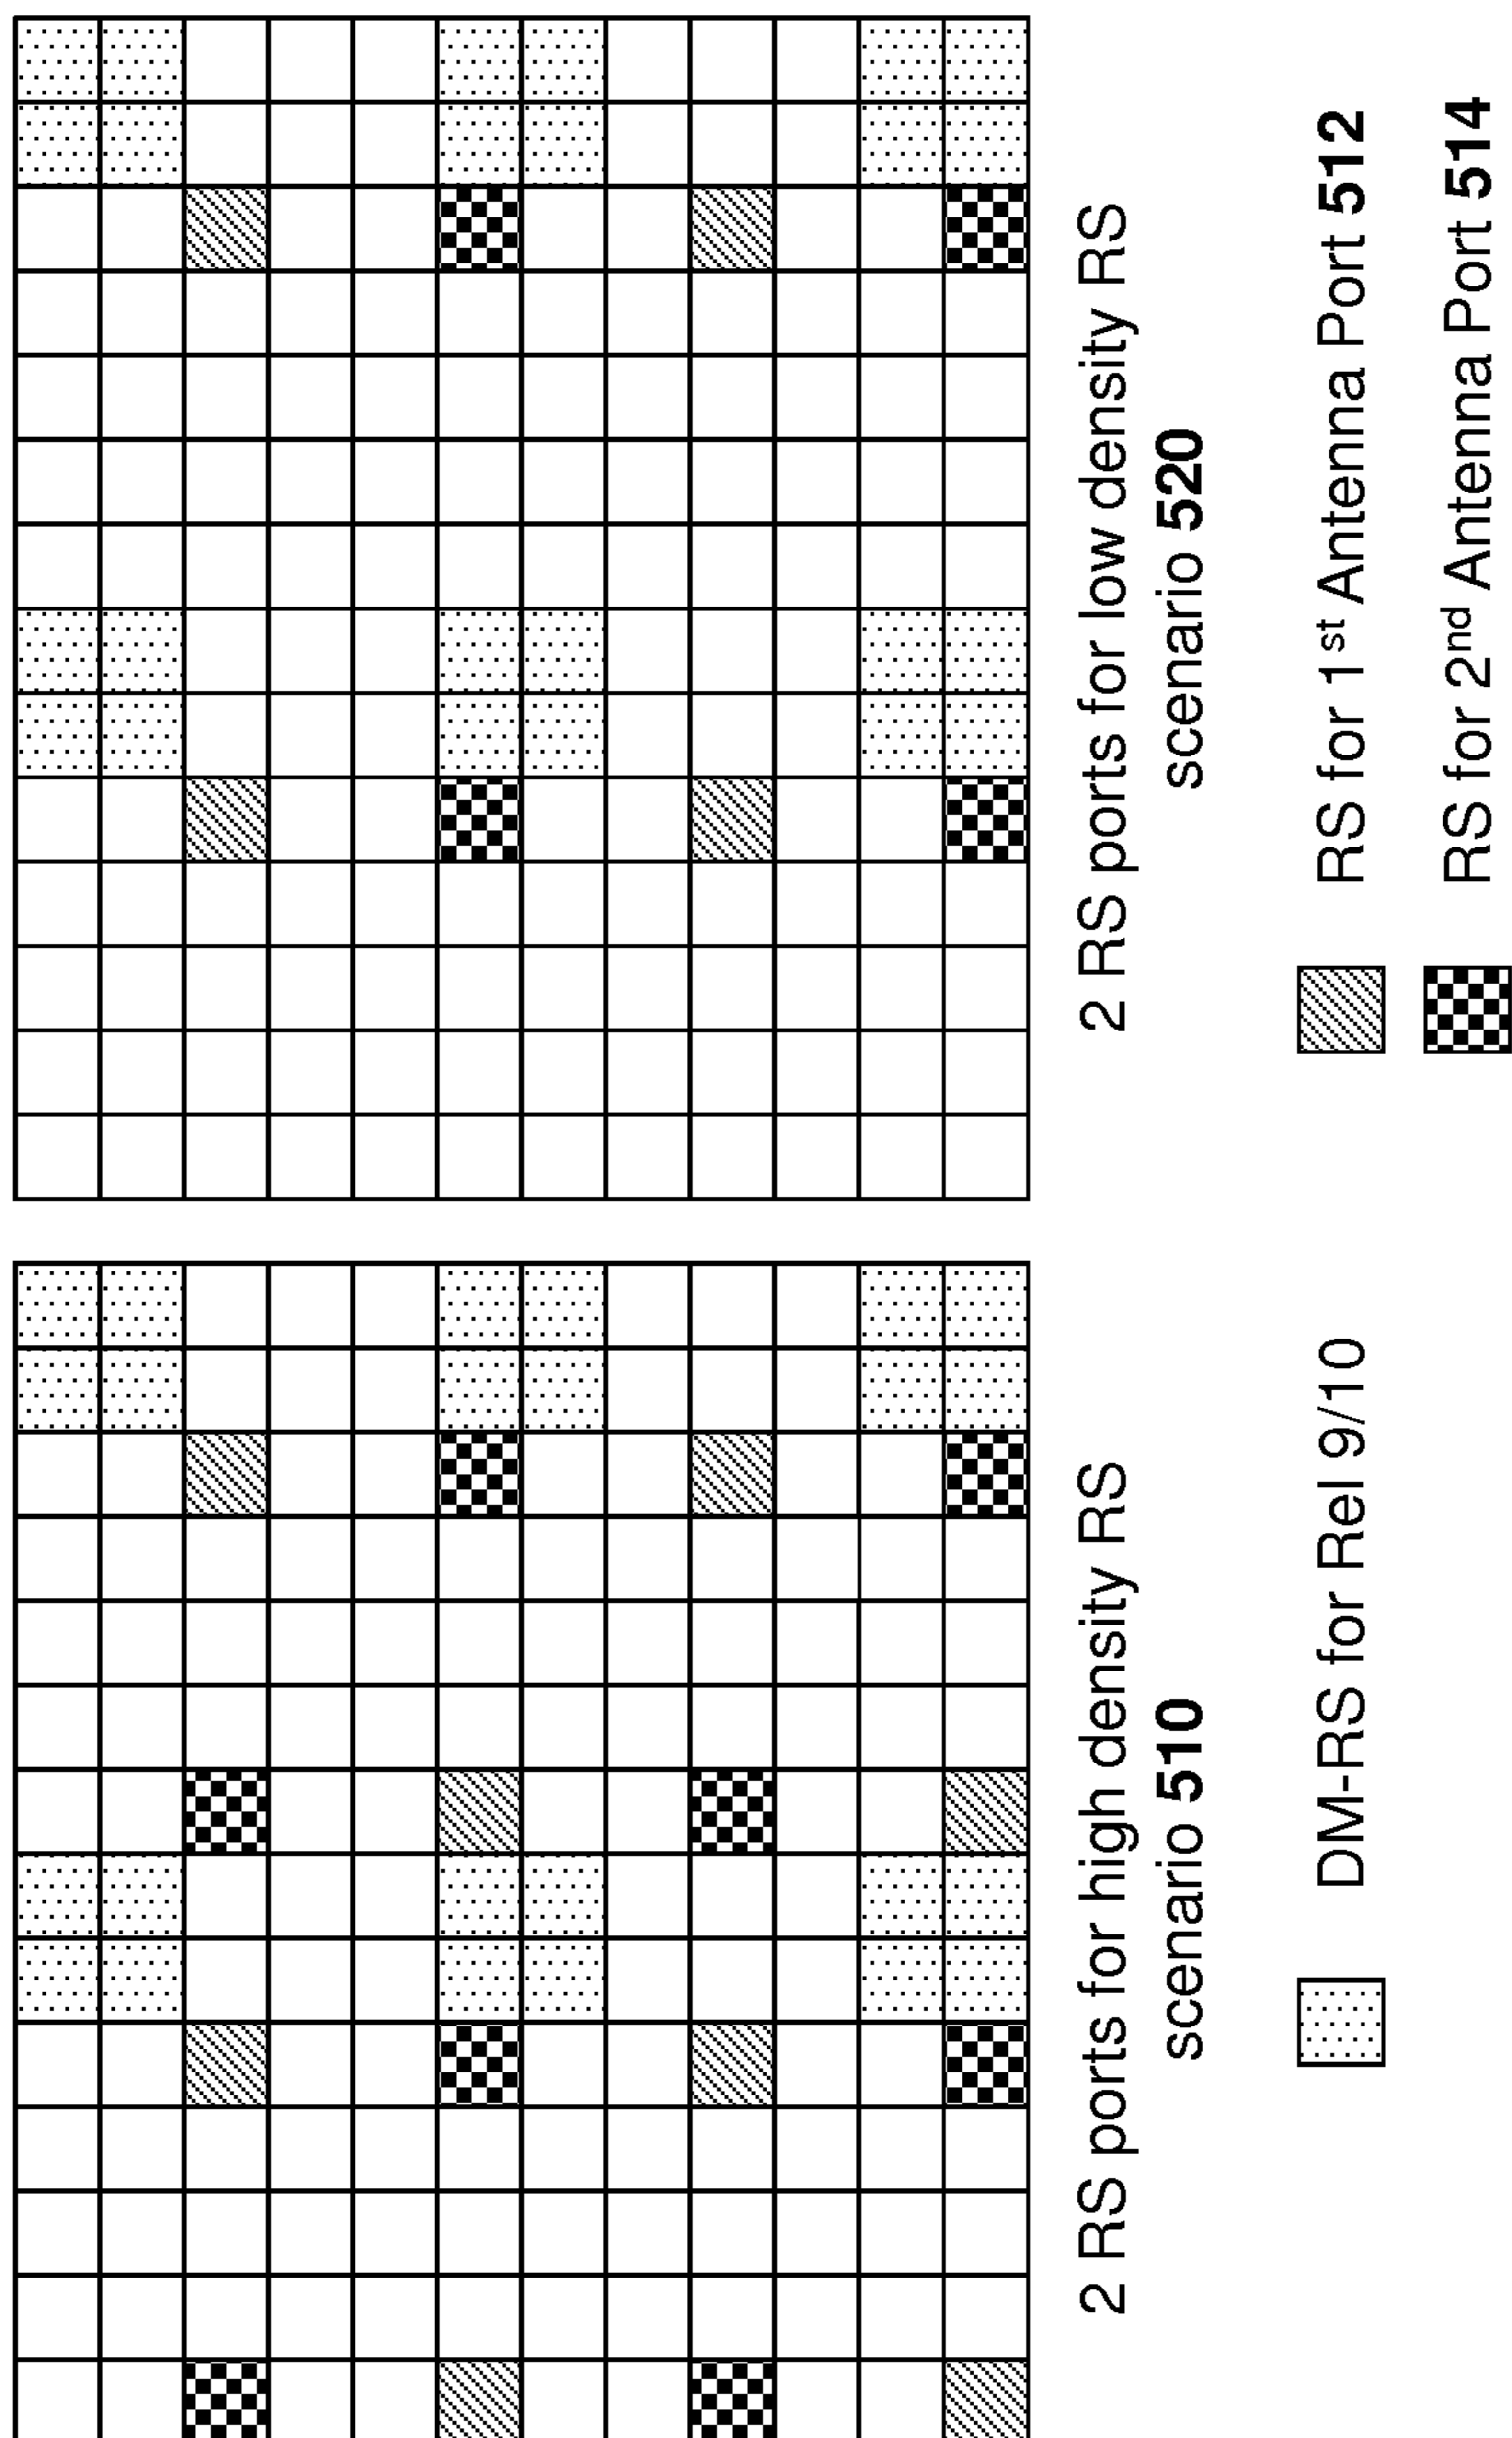 2 RS ports for high density RS
scenario 510
2 RS ports for low density RS
scenario 520
DM-RS for Rel 9/10
RS for 1st Antenna Port 512
RS for 2nd Antenna Port 514